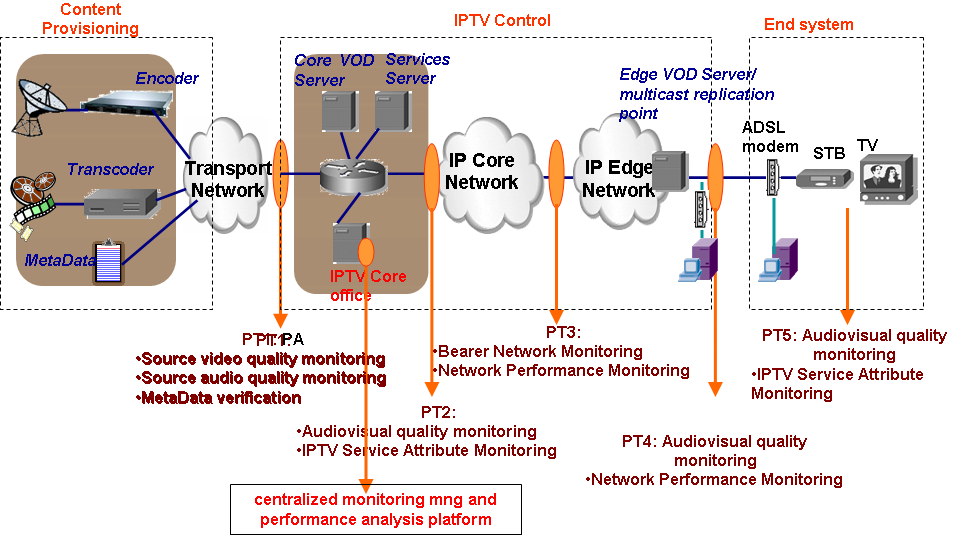 Content
Provisioning
IPTV Control
End system
Encoder
Transcoder
MetaData
Transport
Network
Core VOD
Server
Services
Server
IPTV Core
office
IP Core
Network
IP Edge
Network
Edge VOD Server/
multicast replication
point
ADSL
modem
STB
TV
PA
•Source video quality monitoring
•Source audio quality monitoring
•MetaData verification
PT2:
•Audiovisual quality monitoring
•IPTV Service Attribute Monitoring
PT3:
•Bearer Network Monitoring
•Network Performance Monitoring
PT4: Audiovisual quality
monitoring
•Network Performance Monitoring
PT5: Audiovisual quality
monitoring
•IPTV Service Attribute
Monitoring
centralized monitoring mng and
performance analysis platform